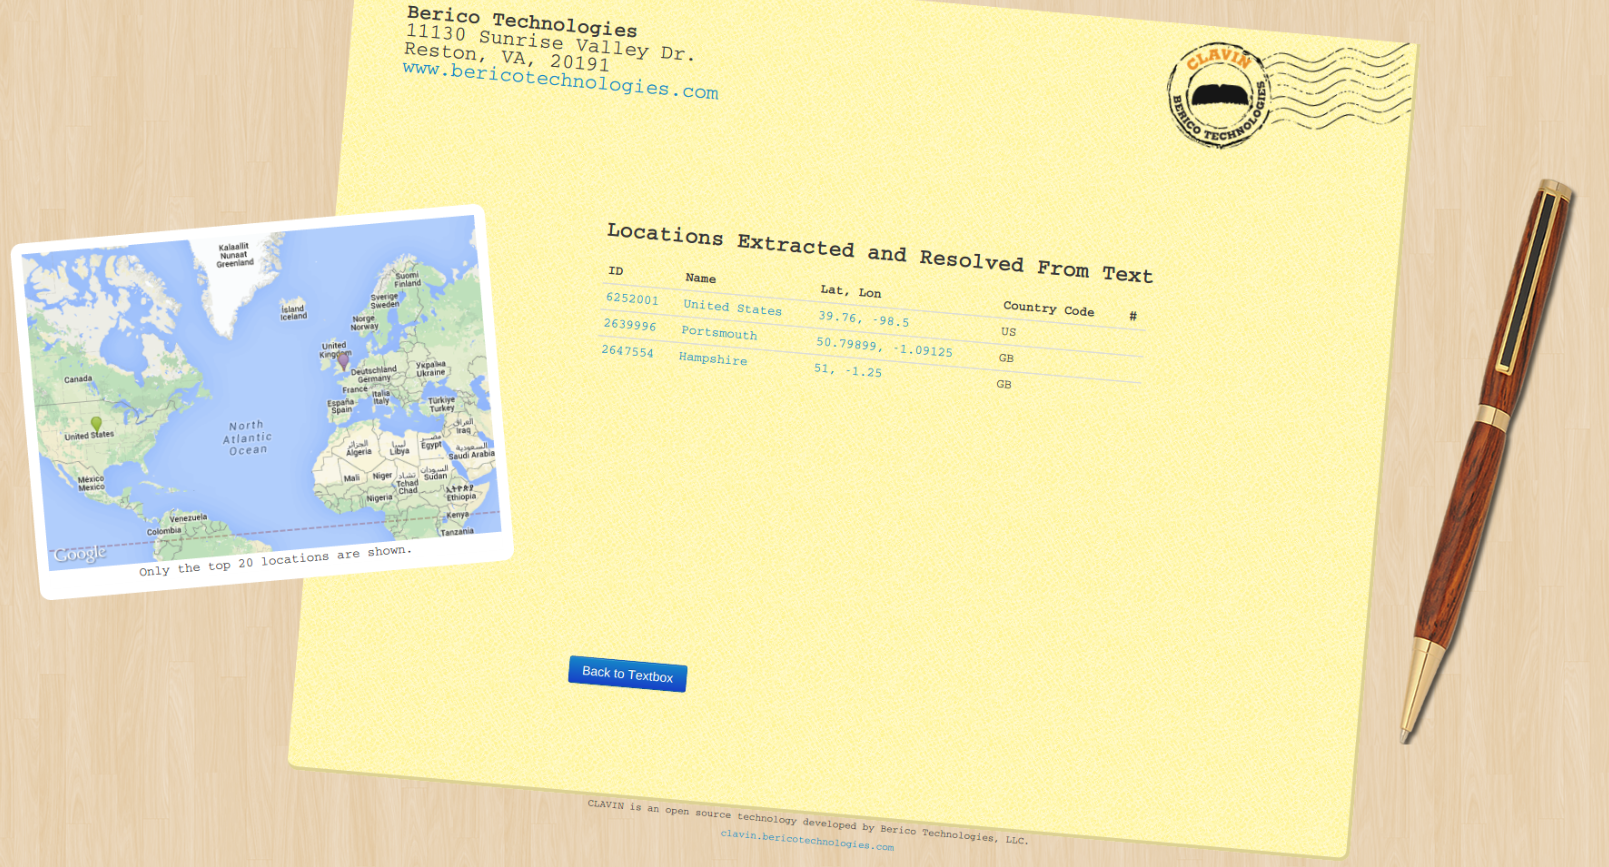 Berico Technologies
11130 Sunrise Valley Dr.
Reston, VA, 20191
www.bericotechnologies.com
CLAVIN
BERICO TECHNOLOGIES
Locations Extracted and Resolved From Text
ID Name Lat, Lon Country Code #
6252001 United States 39.76, -98.5 US
2639996 Portsmouth 50.79899, -1.09125 GB
2647554 Hampshire 51, -1.25 GB
Kalaallit
Nunaat
Greenland
Suomi
Finland
Sverige
Sweden
Ísland
Iceland
Norge
Norway
United
Kingdom
Deutschland
Germany
Україна
Ukraine
France
Canada
Italia
Italy
España
Spain
Türkiye
Turkey
United States
North
Atlantic
Ocean
العراق
Iraq
الجزائر
Algeria
ليبيا
Libya
مصر
Egypt
السعودية
Saudi Arabia
México
Mexico
Mali
Niger
تشاد
Tchad
Chad
السودان
Sudan
Nigeria
ኢትዮጵያ
Ethiopia
Venezuela
Colombia
Kenya
Tanzania
Google
Only the top 20 locations are shown.
Back to Textbox
CLAVIN is an open source technology developed by Berico Technologies, LLC.
clavin.bericotechnologies.com